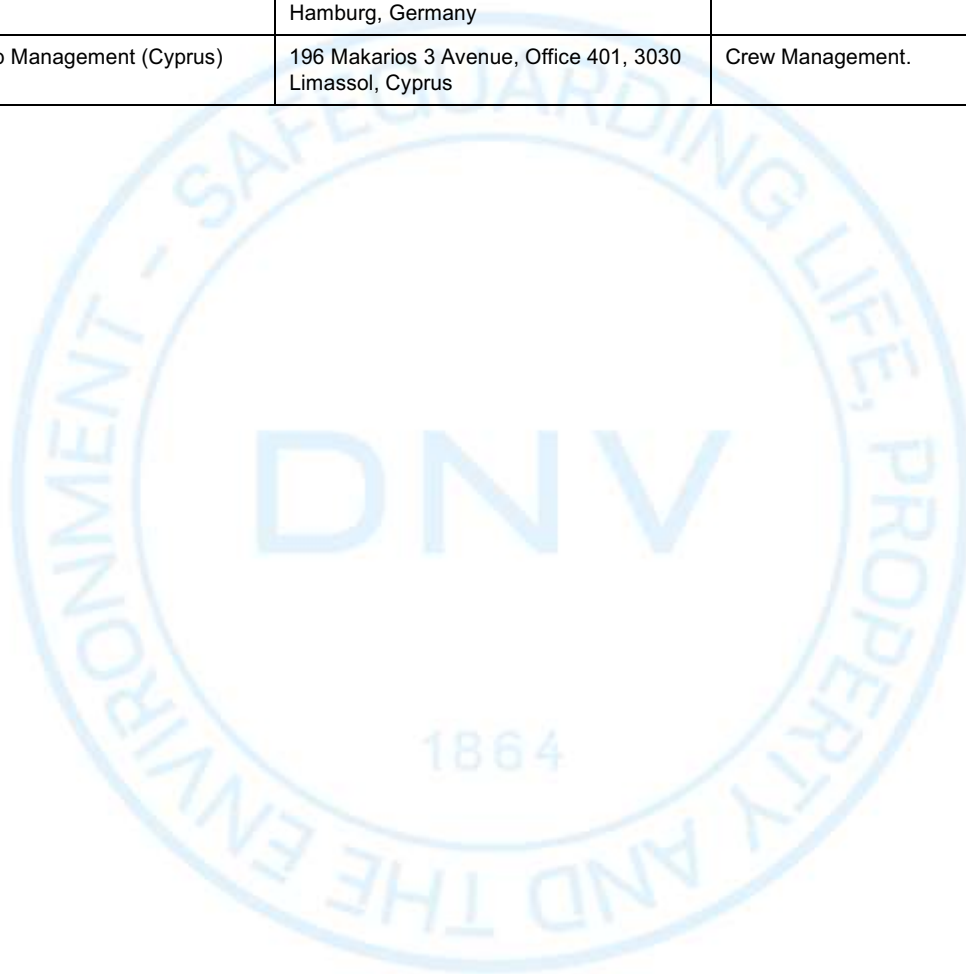 Hamburg, Germany
Management (Cyprus)
196 Makarios 3 Avenue, Office 401, 3030
Limassol, Cyprus
Crew Management.
SAFEGUARDING LIFE, PROPERTY AND THE ENVIRONMENT -
DNV
1864